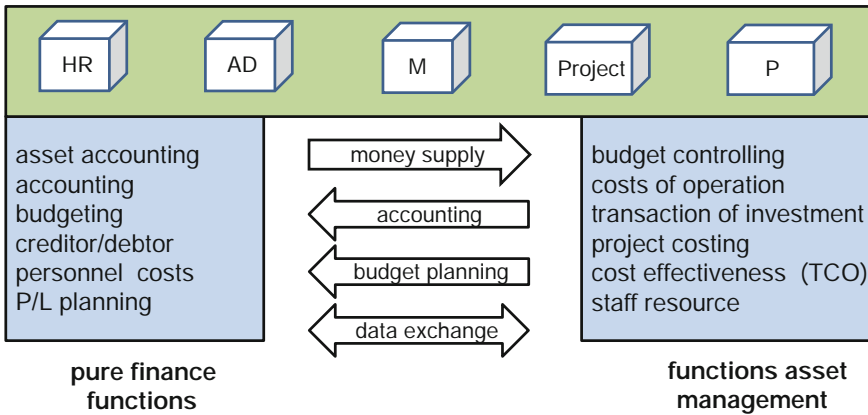 HR
AD
M
Project
P
asset accounting
accounting
budgeting
creditor/debtor
personnel costs
P/L planning
money supply
accounting
budget planning
data exchange
budget controlling
costs of operation
transaction of investment
project costing
cost effectiveness (TCO)
staff resource
pure finance
functions
functions asset
management